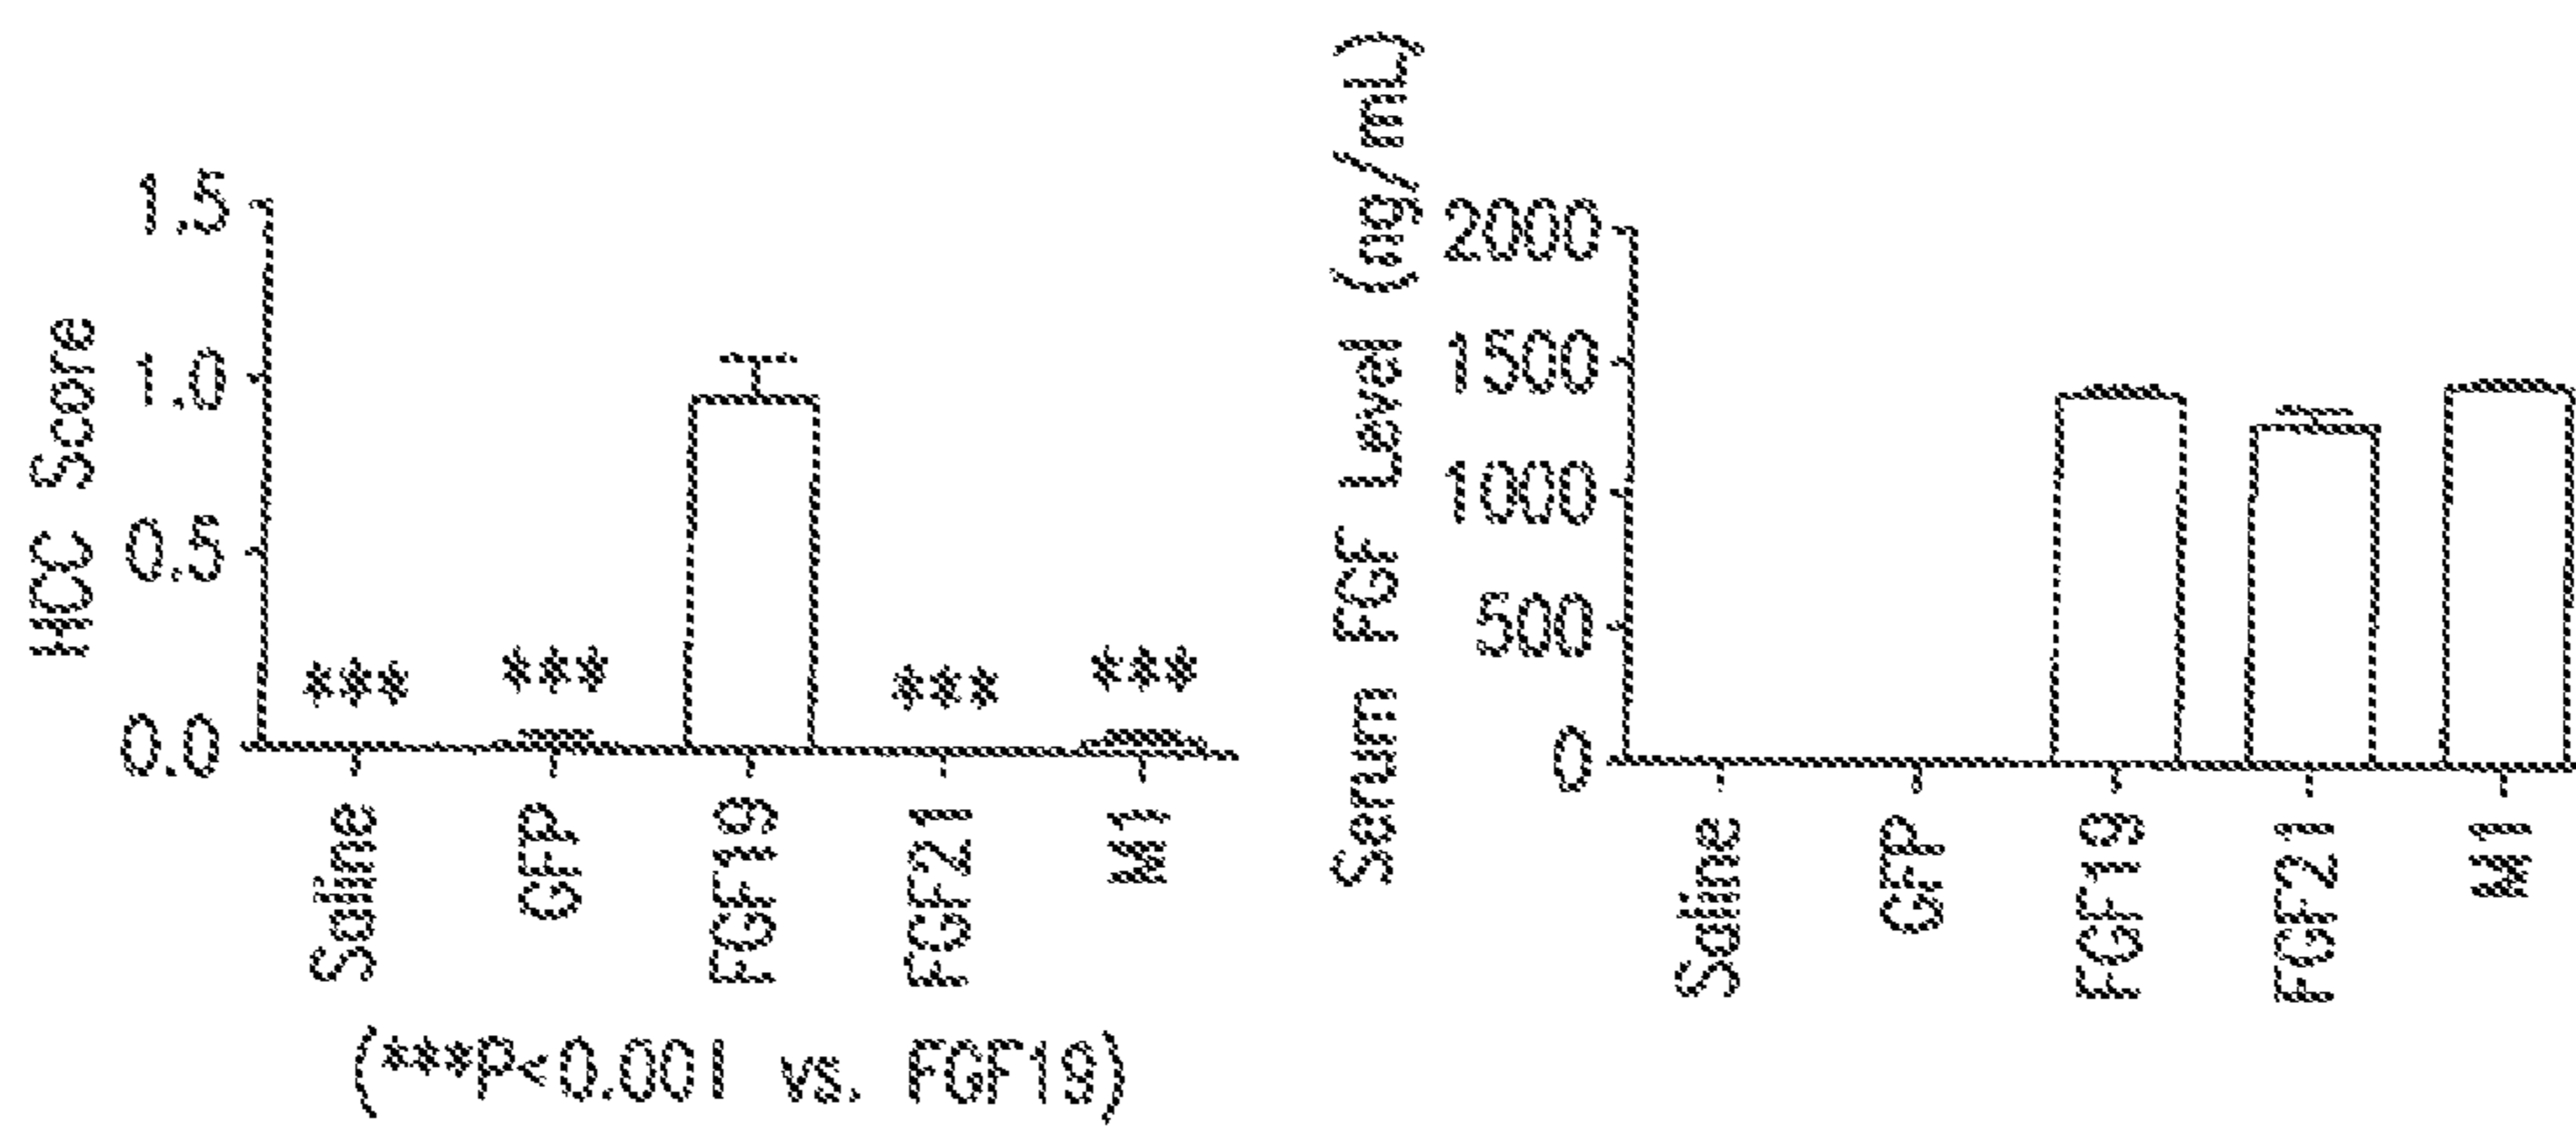 HCC Score
1.5
1.0
0.5
0.0
***
***
***
***
Saline
GFP
FGF19
FGF21
M1
(***P<0.001 vs. FGF19)
Serum FGF Level (ng/mL)
2000
1500
1000
500
0
Saline
GFP
FGF19
FGF21
M1